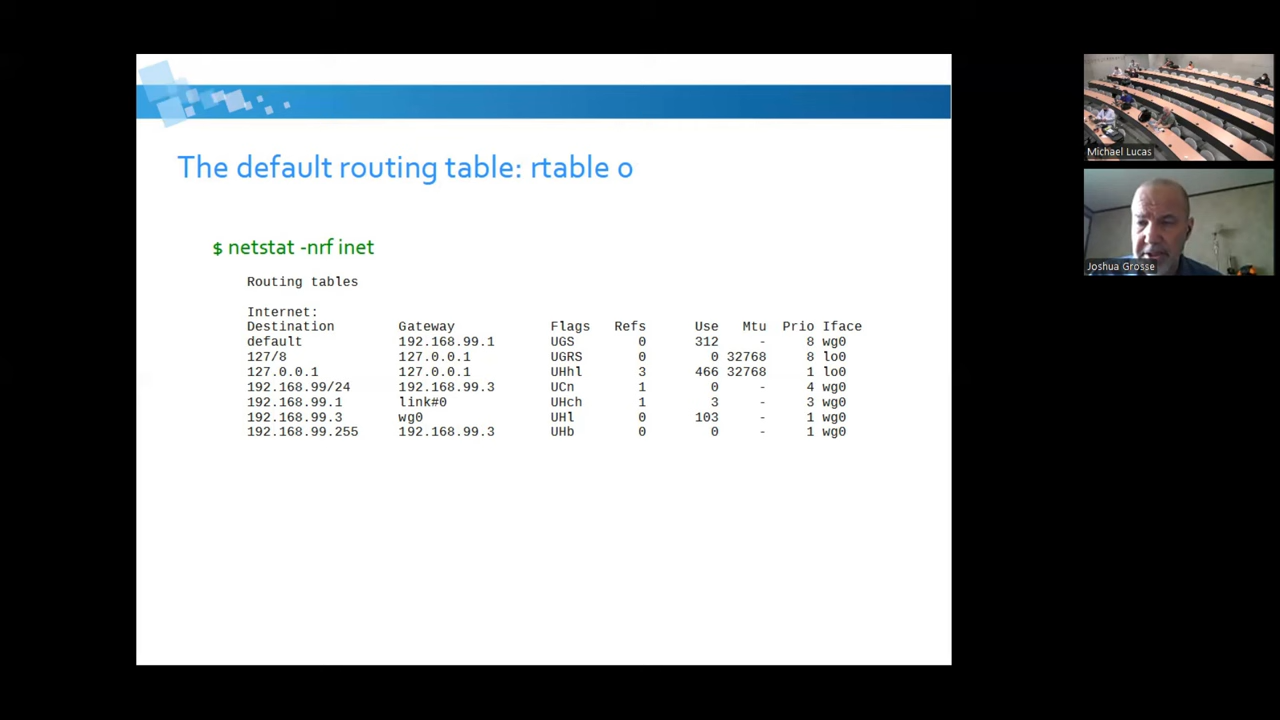 The default routing table: rtable 0
$ netstat -nrf inet
Routing tables
Internet:
Destination Gateway Flags Refs Use Mtu Prio Iface
default 192.168.99.1 UGS 0 312 - 8 wg0
127/8 127.0.0.1 UGRS 0 0 32768 8 lo0
127.0.0.1 127.0.0.1 UHhl 3 466 32768 1 lo0
192.168.99/24 192.168.99.3 UCn 1 0 - 4 wg0
192.168.99.1 link#0 UHch 1 3 - 3 wg0
192.168.99.3 wg0 UHl 0 103 - 1 wg0
192.168.99.255 192.168.99.3 UHb 0 0 - 1 wg0
Michael Lucas
Joshua Grosse